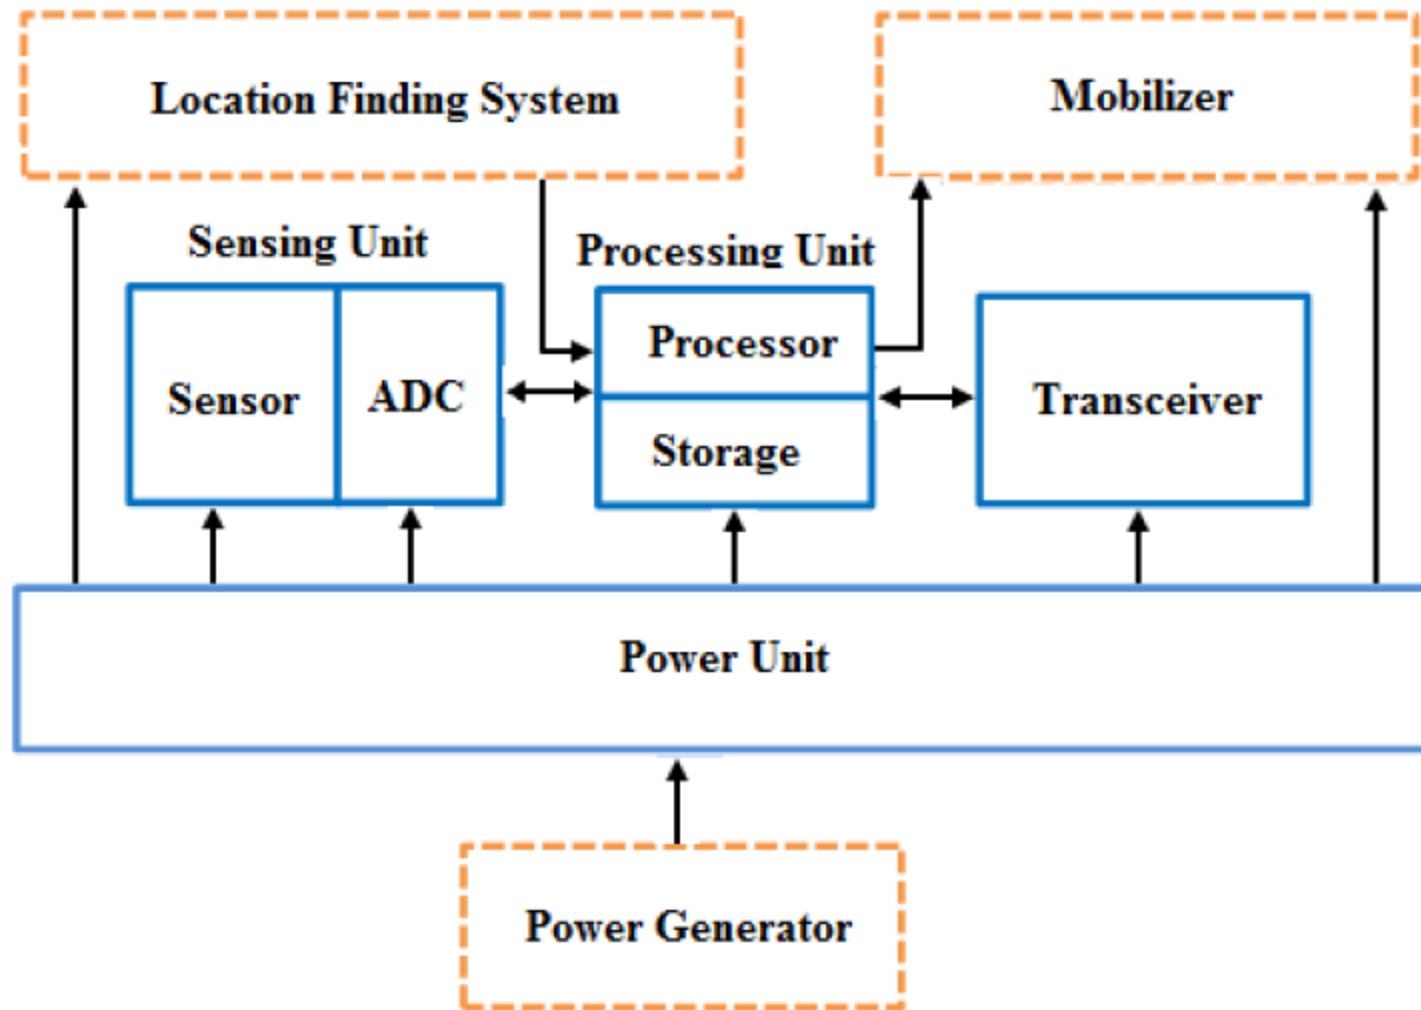 Location Finding System
Mobilizer
Sensing Unit
Processing Unit
Sensor
ADC
Processor
Storage
Transceiver
Power Unit
Power Generator